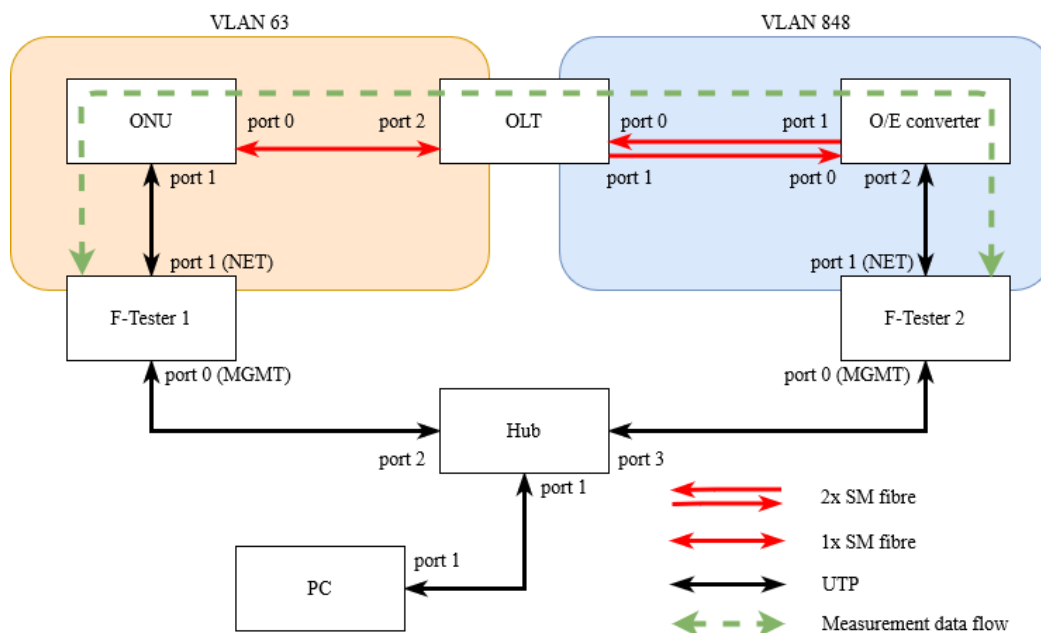 VLAN 63
VLAN 848
ONU
port 0
port 2
OLT
port 0
port 1
O/E converter
port 1
port 1
port 0
port 2
port 1 (NET)
port 1 (NET)
F-Tester 1
F-Tester 2
port 0 (MGMT)
port 0 (MGMT)
Hub
port 2
port 3
port 1
2x SM fibre
1x SM fibre
port 1
PC
UTP
Measurement data flow